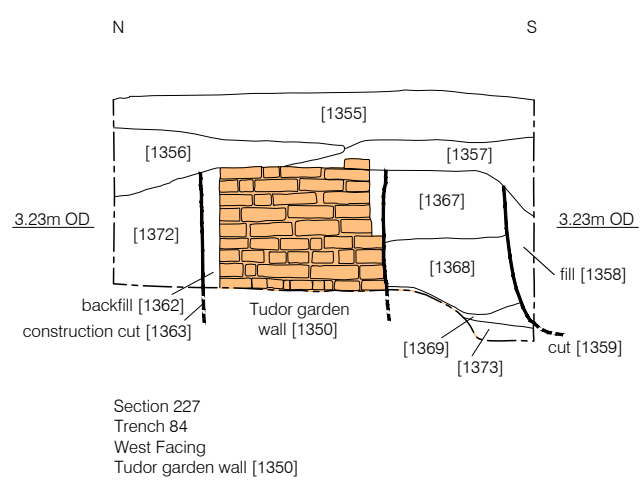 N
S
[1355]
[1356]
[1357]
[1367]
3.23m OD
3.23m OD
[1372]
[1368]
fill [1358]
backfill [1362]
Tudor garden
wall [1350]
construction cut [1363]
[1369]
cut [1359]
[1373]
Section 227
Trench 84
West Facing
Tudor garden wall [1350]